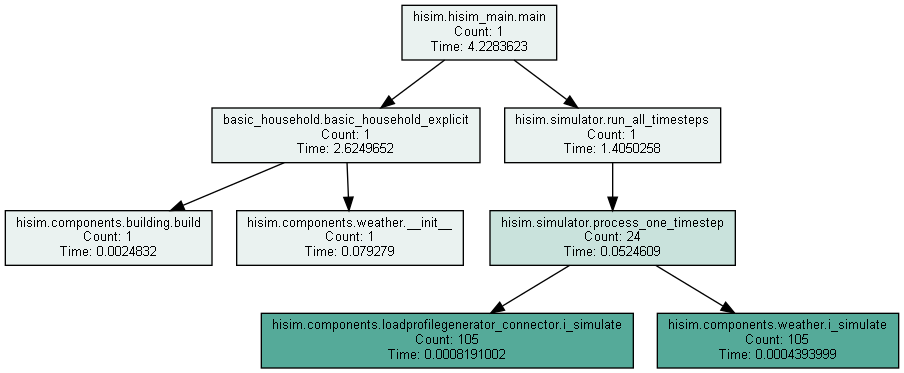 hisim.hisim_main.main
Count: 1
Time: 4.2283623
basic_household.basic_household_explicit
Count: 1
Time: 2.6249652
hisim.simulator.run_all_timesteps
Count: 1
Time: 1.4050258
hisim.components.building.build
Count: 1
Time: 0.0024832
hisim.components.weather.__init__
Count: 1
Time: 0.079279
hisim.simulator.process_one_timestep
Count: 24
Time: 0.0524609
hisim.components.loadprofilegenerator_connector.i_simulate
Count: 105
Time: 0.0008191002
hisim.components.weather.i_simulate
Count: 105
Time: 0.0004393999